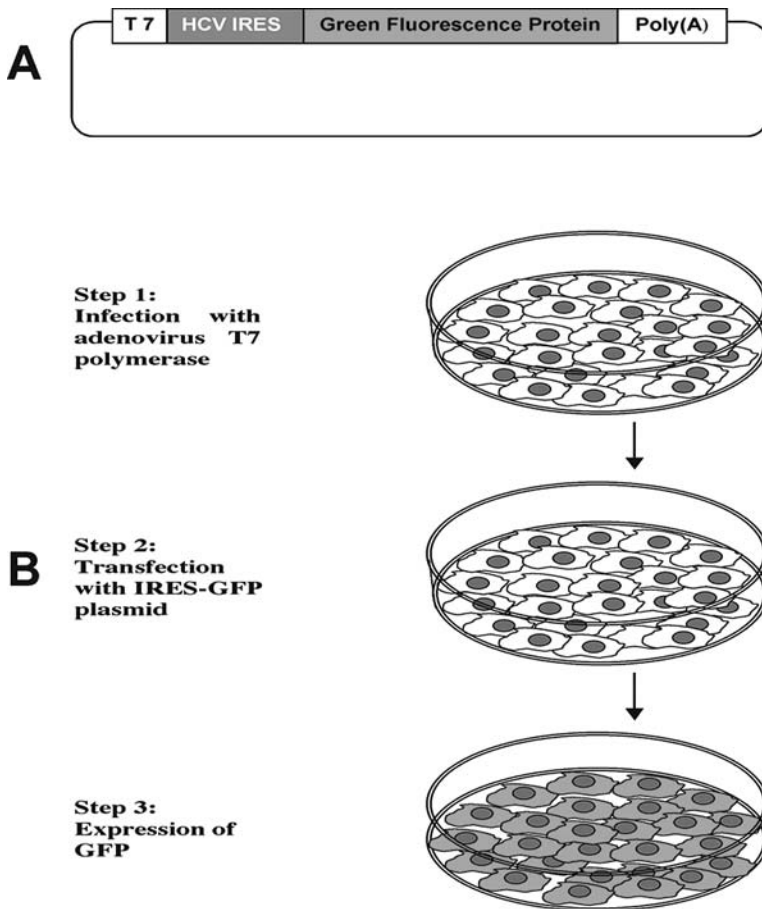 T 7 HCV IRES Green Fluorescence Protein Poly(A)
A
Step 1:
Infection with
adenovirus T7
polymerase
B
Step 2:
Transfection
with IRES-GFP
plasmid
Step 3:
Expression of
GFP